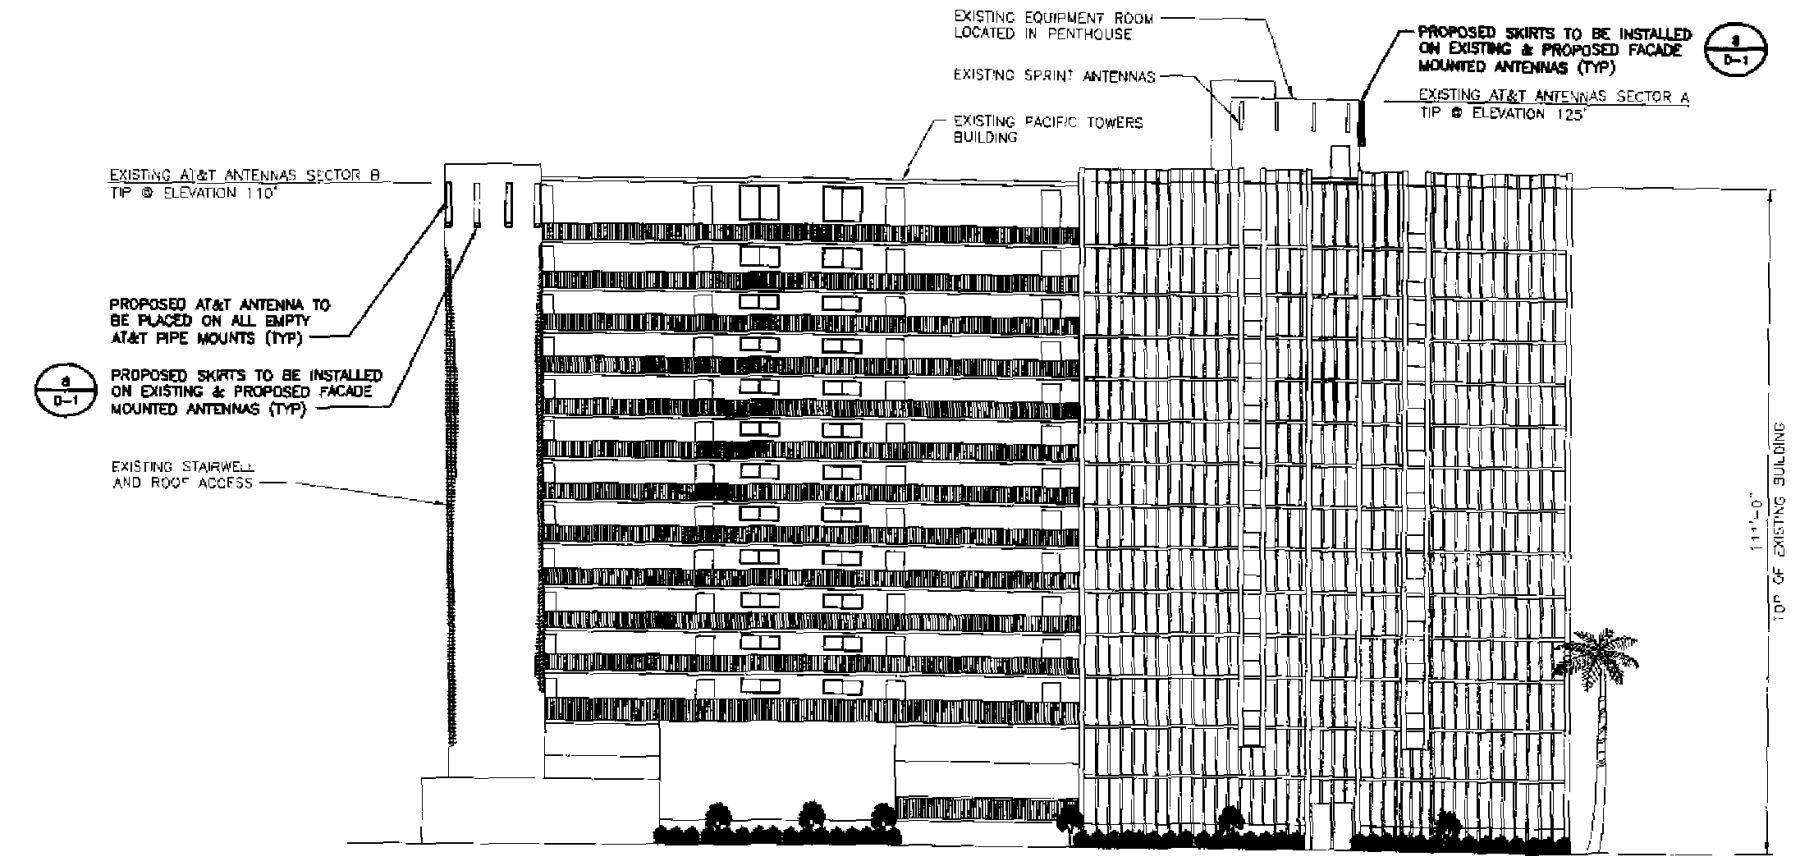 EXISTING EQUIPMENT ROOM
LOCATED IN PENTHOUSE
EXISTING SPRINT ANTENNAS
EXISTING PACIFIC TOWERS
BUILDING
PROPOSED SKIRTS TO BE INSTALLED
ON EXISTING & PROPOSED FACADE
MOUNTED ANTENNAS (TYP)
a
D-1
EXISTING AT&T ANTENNAS SECTOR A
TIP @ ELEVATION 125'
EXISTING AT&T ANTENNAS SECTOR B
TIP @ ELEVATION 110'
PROPOSED AT&T ANTENNA TO
BE PLACED ON ALL EMPTY
AT&T PIPE MOUNTS (TYP)
a
D-1
PROPOSED SKIRTS TO BE INSTALLED
ON EXISTING & PROPOSED FACADE
MOUNTED ANTENNAS (TYP)
EXISTING STAIRWELL
AND ROOF ACCESS
111'-0"
TOP OF EXISTING BUILDING